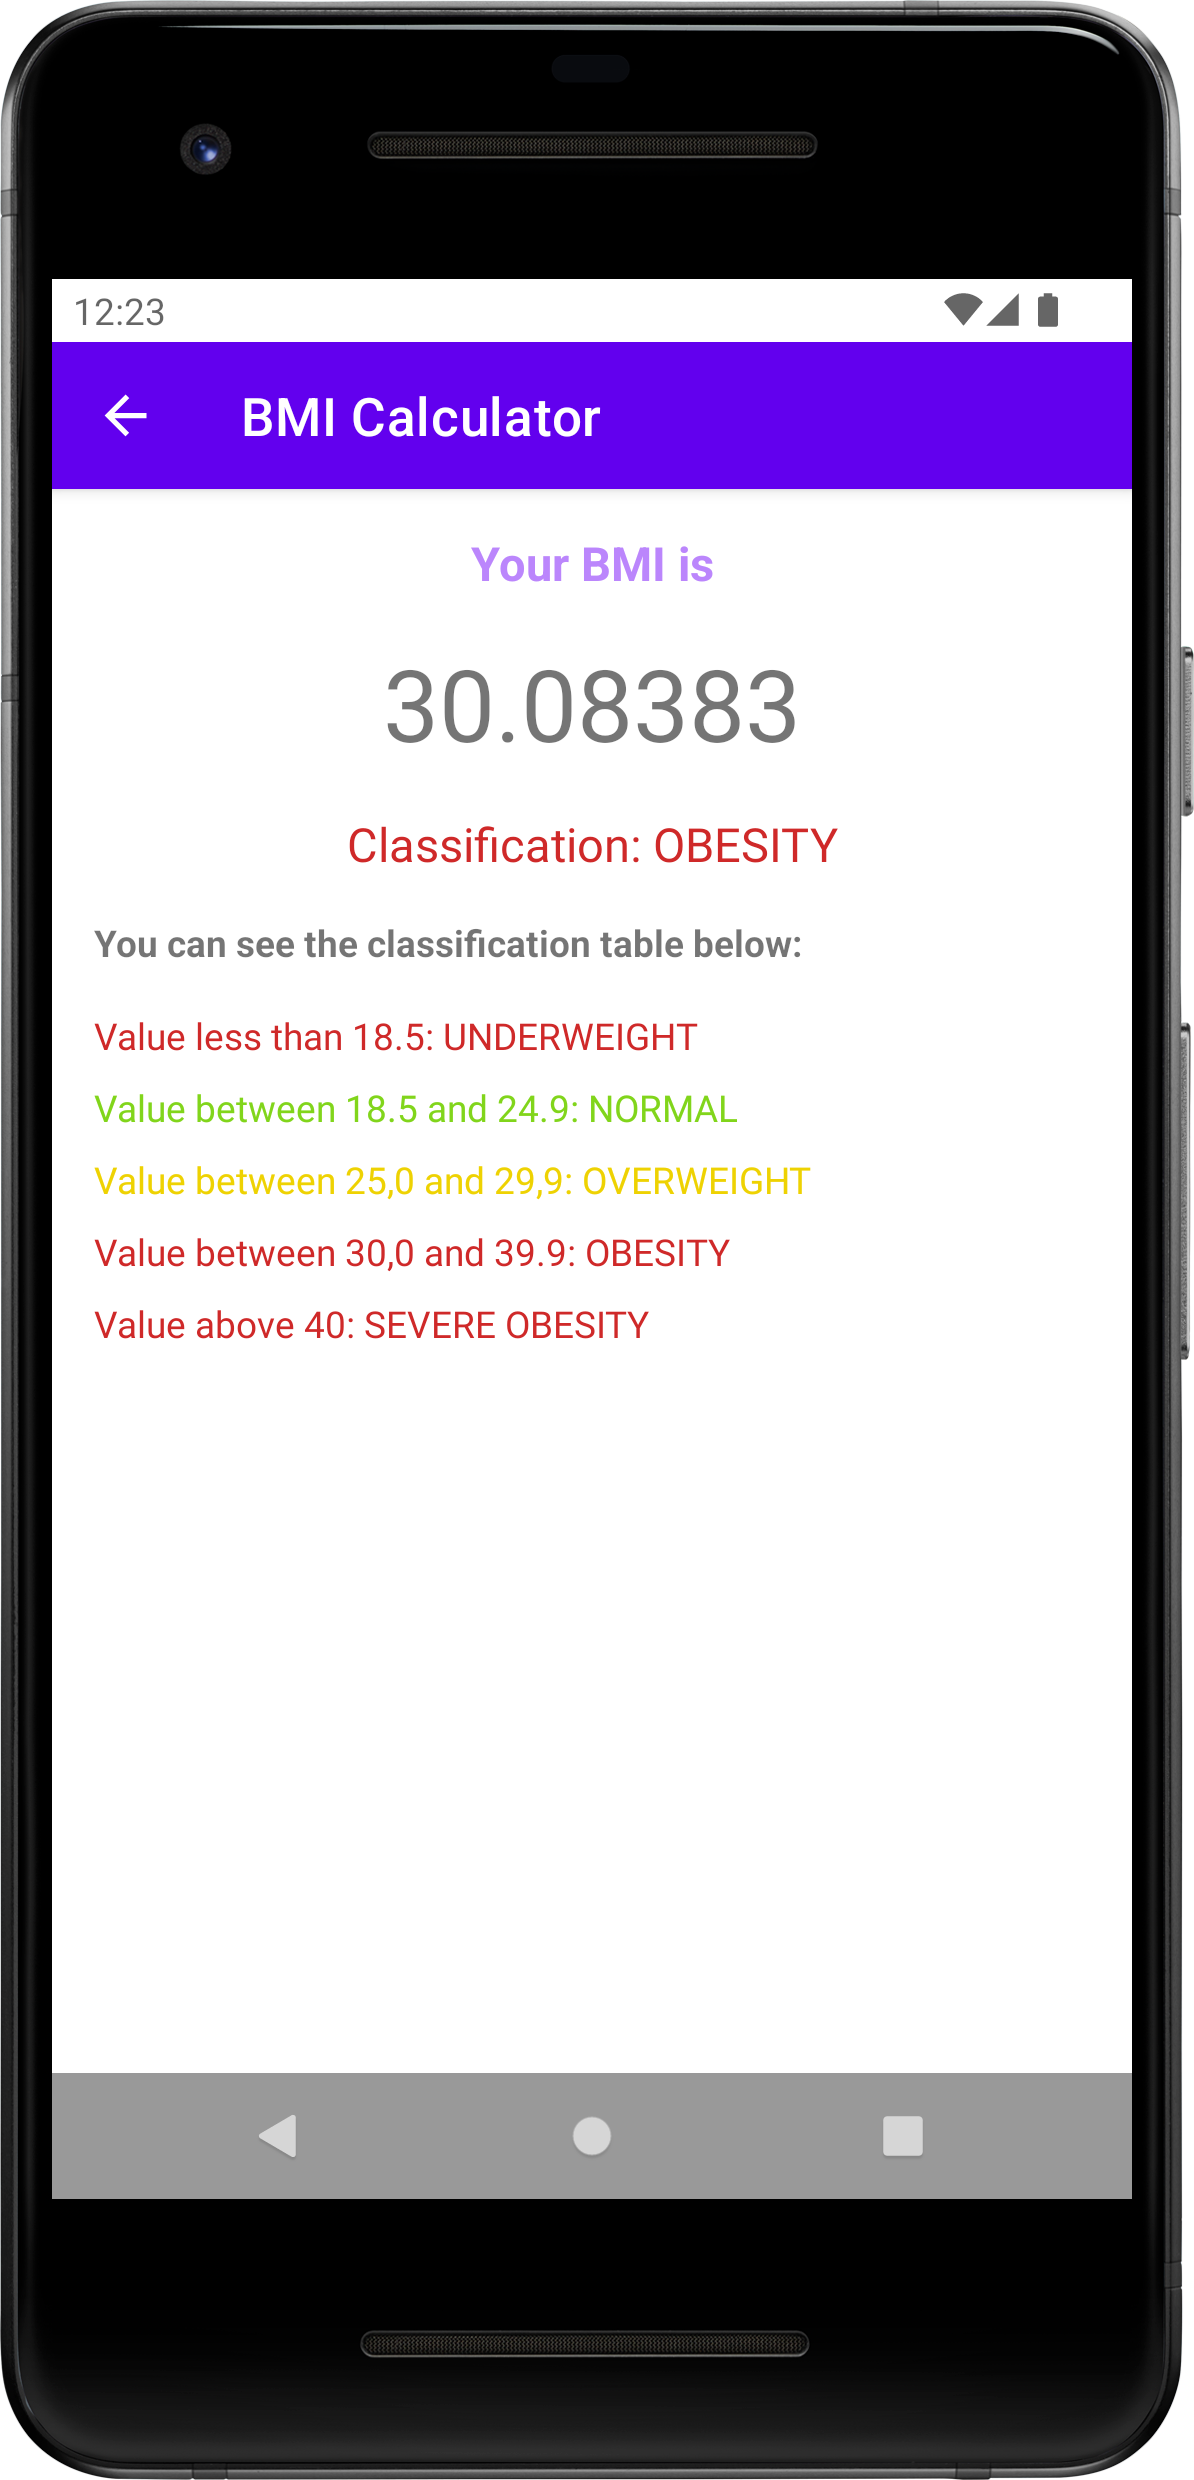 12:23
BMI Calculator
Your BMI is
30.08383
Classification: OBESITY
You can see the classification table below:
Value less than 18.5: UNDERWEIGHT
Value between 18.5 and 24.9: NORMAL
Value between 25,0 and 29,9: OVERWEIGHT
Value between 30,0 and 39.9: OBESITY
Value above 40: SEVERE OBESITY